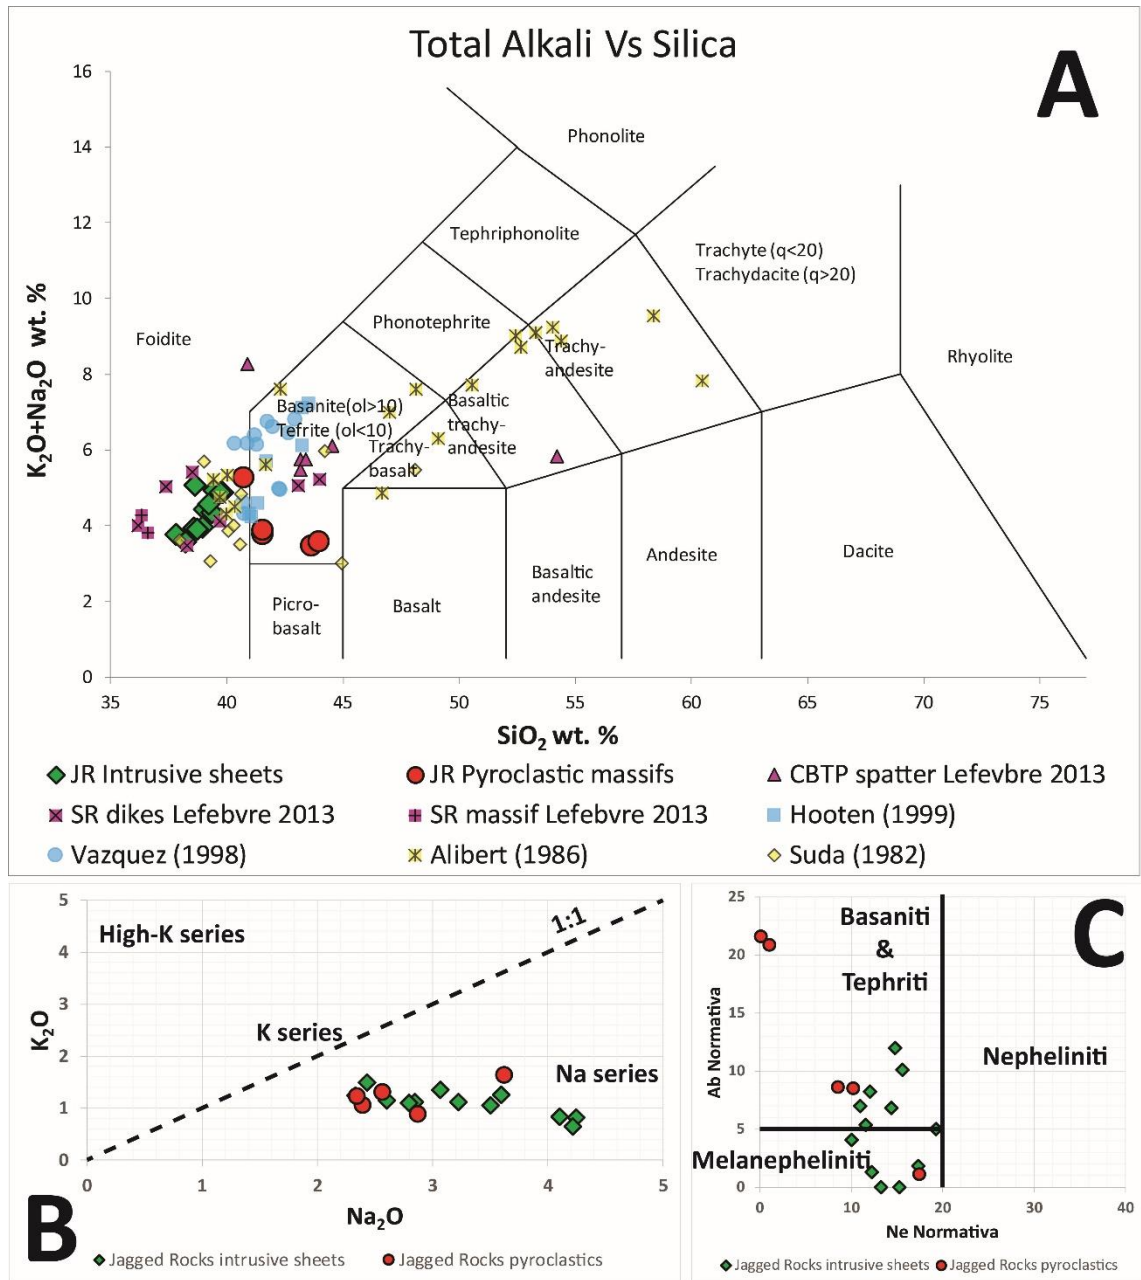 Total Alkali Vs Silica
A
16
14
12
10
8
6
4
2
0
K2O+Na2O wt. %
Phonolite
Tephriphonolite
Trachyte (q<20)
Trachydacite (q>20)
Foidite
Phonotephrite
Trachy-
andesite
Rhyolite
Basanite(ol>10)
Tefrite (ol<10)
Basaltic
trachy-
andesite
Trachy-
basalt
Andesite
Dacite
Basaltic
andesite
Picro-
basalt
Basalt
35 40 45 50 55 60 65 70 75
SiO2 wt. %
JR Intrusive sheets
JR Pyroclastic massifs
CBTP spatter Lefevbre 2013
SR dikes Lefebvre 2013
SR massif Lefebvre 2013
Hooten (1999)
Vazquez (1998)
Alibert (1986)
Suda (1982)
5
4
3
2
1
0
K2O
High-K series
1:1
K series
Na series
0 1 2 3 4 5
Na2O
B
Jagged Rocks intrusive sheets
Jagged Rocks pyroclastics
25
20
15
10
5
0
Ab Normativa
Basaniti
&
Tephriti
C
Nepheliniti
Melanepheliniti
0 10 20 30 40
Ne Normativa
Jagged Rocks intrusive sheets
Jagged Rocks pyroclastics